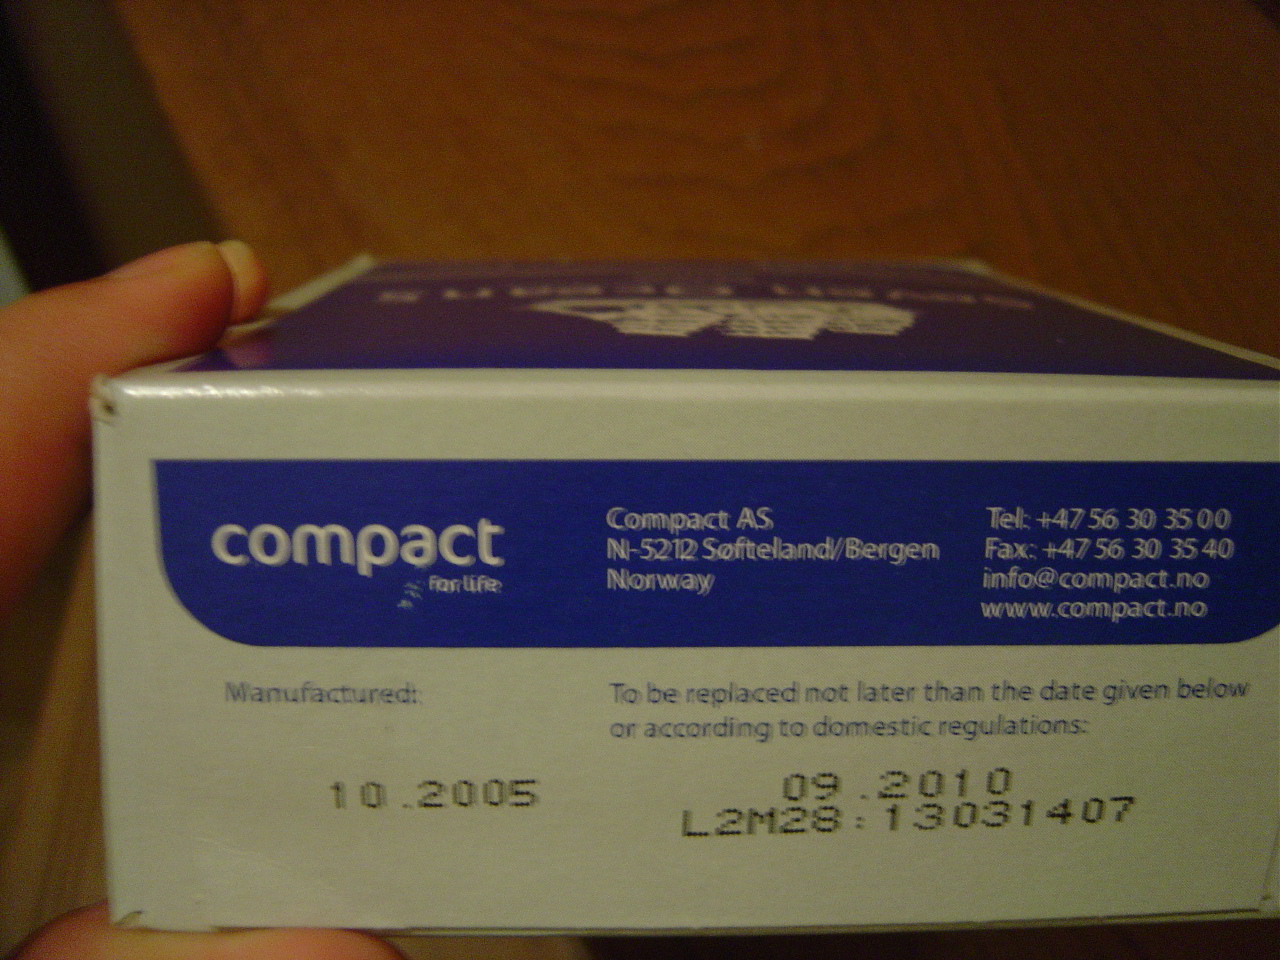 seven oceans
compact
for life
Compact AS
N-5212 Søfteland/Bergen
Norway
Tel: +47 56 30 35 00
Fax: +47 56 30 35 40
info@compact.no
www.compact.no
Manufactured:
10.2005
To be replaced not later than the date given below
or according to domestic regulations:
09.2010
L2M28:13031407